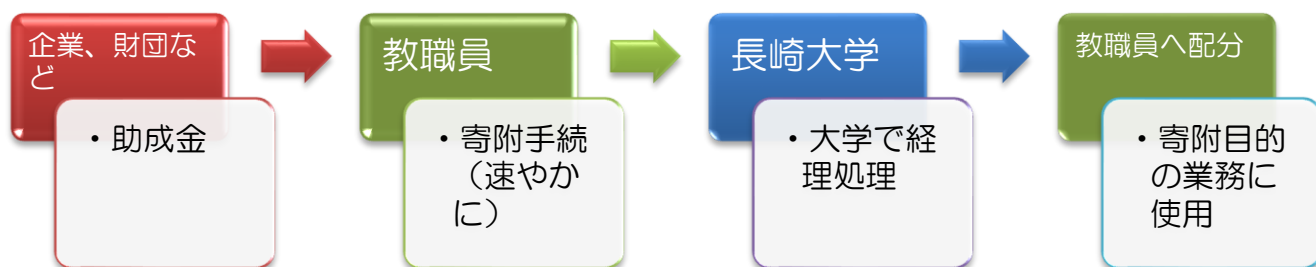 企業、財団な
ど
・助成金
教職員
・寄附手続
（速やか
に）
長崎大学
・大学で経
理処理
教職員へ配分
・寄附目的
の業務に
使用